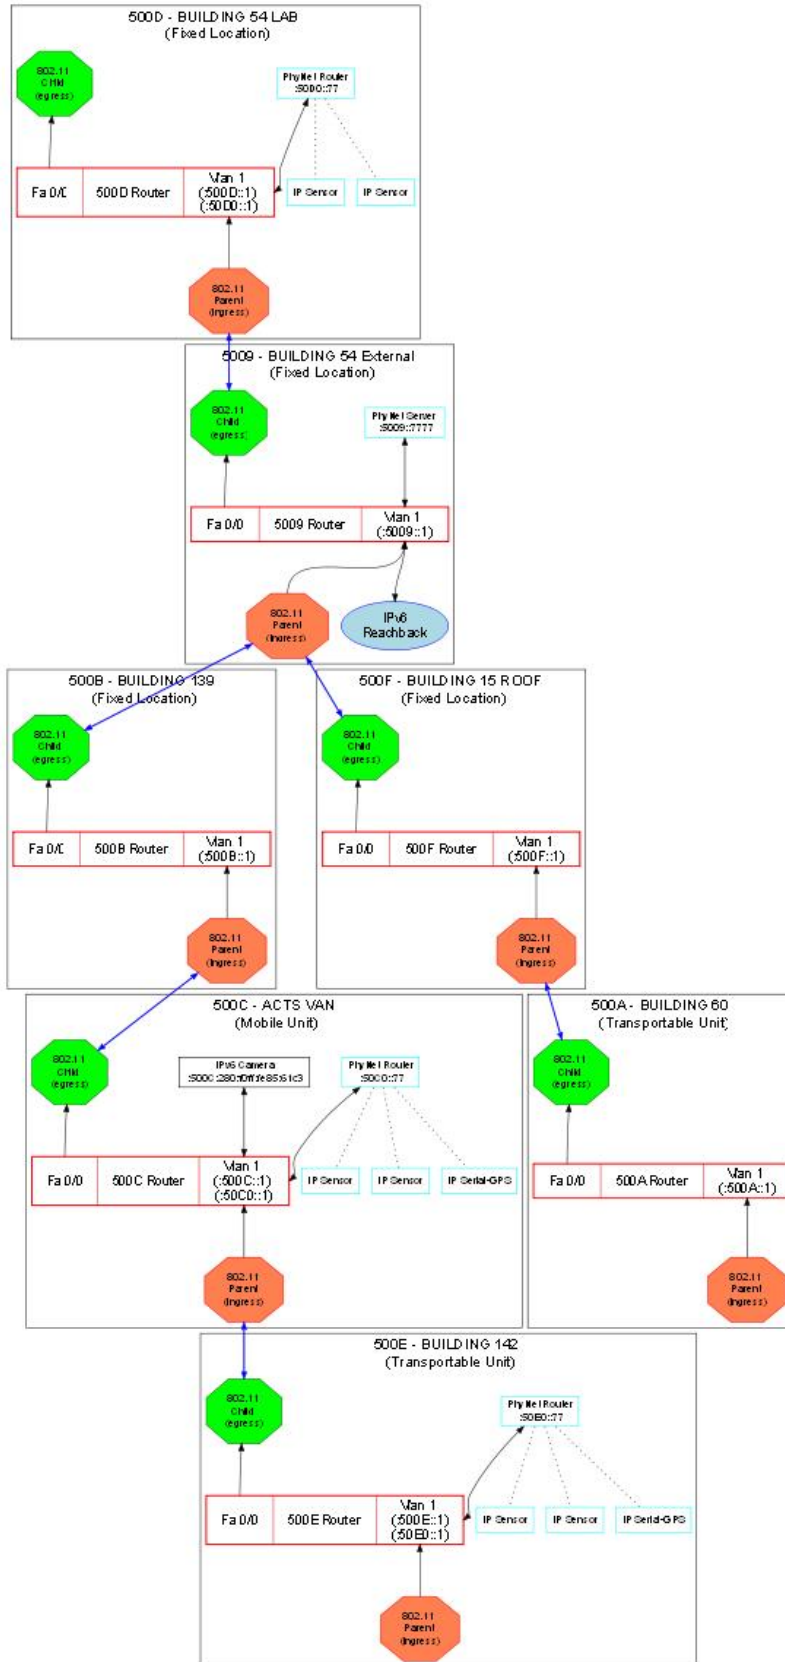 500D - BUILDING 54 LAB
(Fixed Location)
802.11
Child
(egress)
PhyNet Router
:50D0::77
Fa 0/0
500D Router
Vlan 1
(:500D::1)
(:50D0::1)
IP Sensor
IP Sensor
802.11
Parent
(Ingress)
5009 - BUILDING 54 External
(Fixed Location)
802.11
Child
(egress)
PhyNet Server
:5009::7777
Fa 0/0
5009 Router
Vlan 1
(:5009::1)
802.11
Parent
(Ingress)
IPv6
Reachback
500B - BUILDING 139
(Fixed Location)
802.11
Child
(egress)
Fa 0/0
500B Router
Vlan 1
(:500B::1)
802.11
Parent
(Ingress)
500F - BUILDING 15 ROOF
(Fixed Location)
802.11
Child
(egress)
Fa 0/0
500F Router
Vlan 1
(:500F::1)
802.11
Parent
(Ingress)
500C - ACTS VAN
(Mobile Unit)
802.11
Child
(egress)
IPv6 Camera
PhyNet Router
:50C0::77
Fa 0/0
500C Router
Vlan 1
(:500C::1)
(:50C0::1)
IP Sensor
IP Sensor
IP Serial-GPS
802.11
Parent
(Ingress)
500A - BUILDING 60
(Transportable Unit)
802.11
Child
(egress)
Fa 0/0
500A Router
Vlan 1
(:500A::1)
802.11
Parent
(Ingress)
500E - BUILDING 142
(Transportable Unit)
802.11
Child
(egress)
PhyNet Router
:50E0::77
Fa 0/0
500E Router
Vlan 1
(:500E::1)
(:50E0::1)
IP Sensor
IP Sensor
IP Serial-GPS
802.11
Parent
(Ingress)